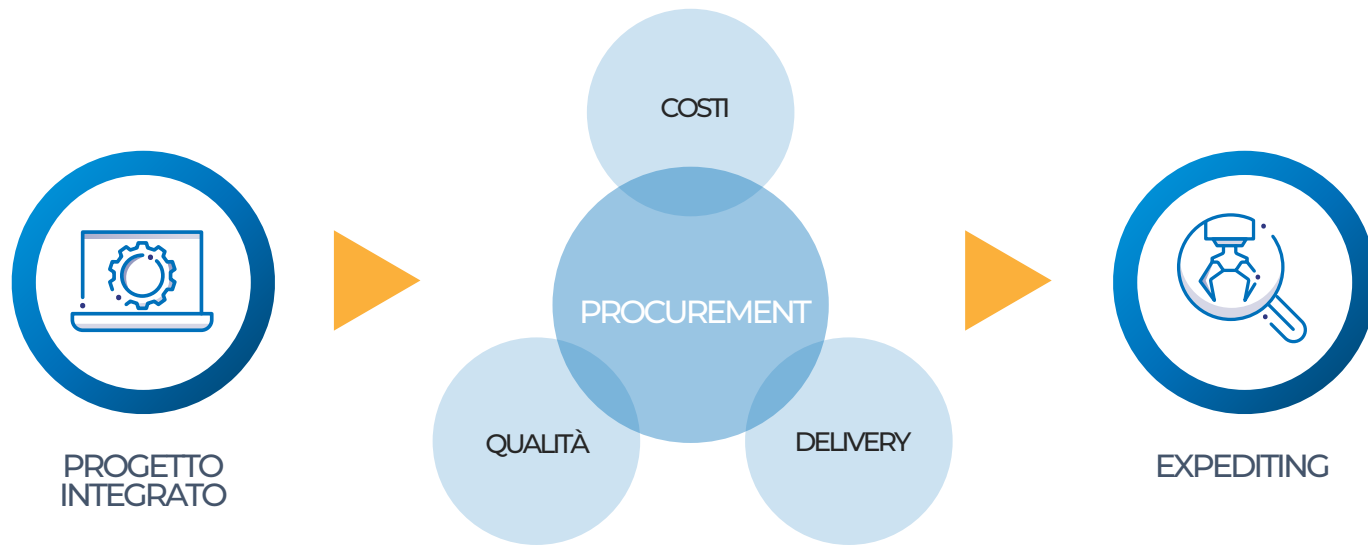 COSTI
PROCUREMENT
QUALITÀ
DELIVERY
PROGETTO
INTEGRATO
EXPEDITING